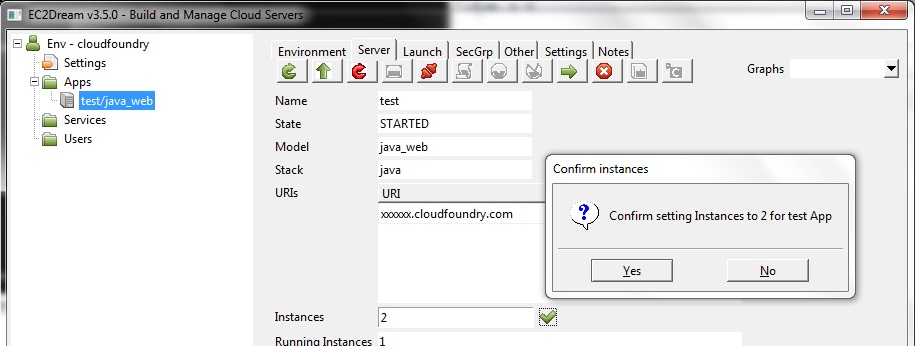 EC2Dream v3.5.0 - Build and Manage Cloud Servers
Env - cloudfoundry
Settings
Apps
test/java_web
Services
Users
Environment Server Launch SecGrp Other Settings Notes
Graphs
Name test
State STARTED
Model java_web
Stack java
URIs URI
xxxxxx.cloudfoundry.com
Instances 2
Running Instances 1
Confirm instances
? Confirm setting Instances to 2 for test App
Yes No